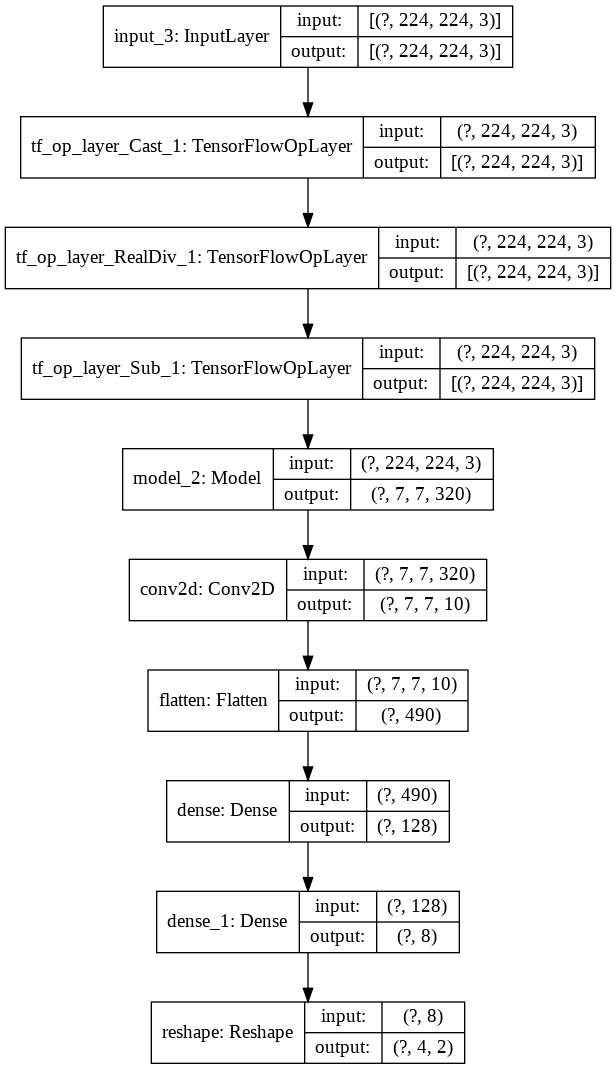 input_3: InputLayer
input: [(?, 224, 224, 3)]
output: [(?, 224, 224, 3)]
tf_op_layer_Cast_1: TensorFlowOpLayer
input: (?, 224, 224, 3)
output: [(?, 224, 224, 3)]
tf_op_layer_RealDiv_1: TensorFlowOpLayer
input: (?, 224, 224, 3)
output: [(?, 224, 224, 3)]
tf_op_layer_Sub_1: TensorFlowOpLayer
input: (?, 224, 224, 3)
output: [(?, 224, 224, 3)]
model_2: Model
input: (?, 224, 224, 3)
output: (?, 7, 7, 320)
conv2d: Conv2D
input: (?, 7, 7, 320)
output: (?, 7, 7, 10)
flatten: Flatten
input: (?, 7, 7, 10)
output: (?, 490)
dense: Dense
input: (?, 490)
output: (?, 128)
dense_1: Dense
input: (?, 128)
output: (?, 8)
reshape: Reshape
input: (?, 8)
output: (?, 4, 2)